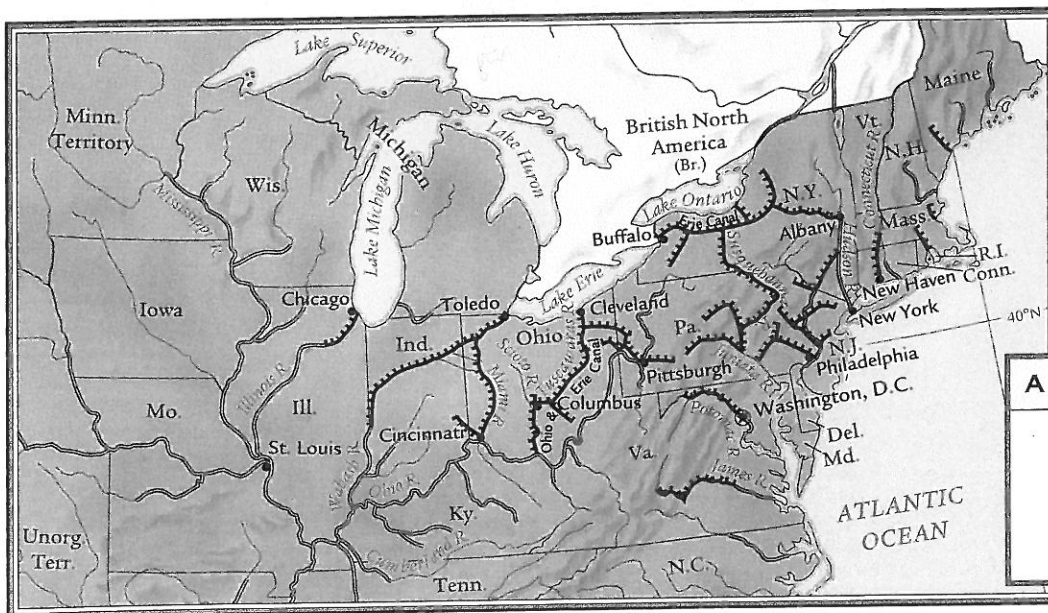 Lake Superior
Maine
Minn.
Territory
Michigan
Lake Huron
British North
America
(Br.)
Vt.
N.H.
Connecticut R.
Wis.
Mississippi R.
Lake Michigan
Lake Ontario
N.Y.
Erie Canal
Buffalo
Albany
Mass.
Hudson R.
Susquehanna R.
R.I.
New Haven Conn.
Iowa
Chicago
Toledo
Lake Erie
Cleveland
New York
40°N
Ind.
Ohio
Pa.
N.J.
Scioto R.
Tuscarawas R.
Ohio & Erie Canal
Miami R.
Pittsburgh
Philadelphia
Illinois R.
Ill.
Columbus
Washington, D.C.
A
Mo.
Cincinnati
Potomac R.
St. Louis
Va.
Del.
Md.
Wabash R.
Ohio R.
James R.
Ky.
ATLANTIC
OCEAN
Unorg.
Terr.
Cumberland R.
Tenn.
N.C.